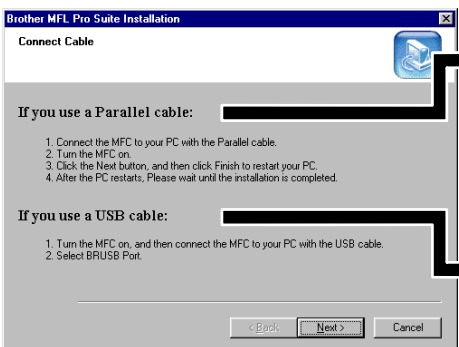 Brother MFL Pro Suite Installation
Connect Cable
If you use a Parallel cable:
1. Connect the MFC to your PC with the Parallel cable.
2. Turn the MFC on.
3. Click the Next button, and then click Finish to restart your PC.
4. After the PC restarts, Please wait until the installation is completed.
If you use a USB cable:
1. Turn the MFC on, and then connect the MFC to your PC with the USB cable.
2. Select BRUSB Port.
< Back Next > Cancel